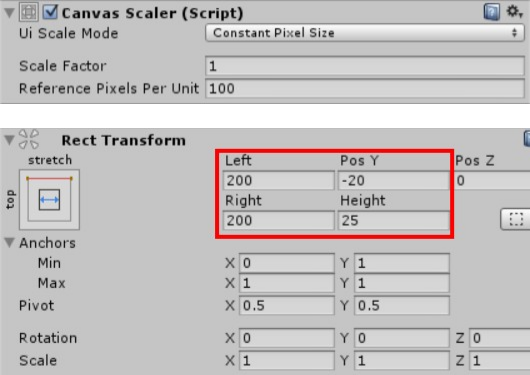 Canvas Scaler (Script)
Ui Scale Mode Constant Pixel Size
Scale Factor 1
Reference Pixels Per Unit 100
Rect Transform
stretch Left Pos Y Pos Z
top 200 -20 0
Right Height
200 25
Anchors
Min X 0 Y 1
Max X 1 Y 1
Pivot X 0.5 Y 0.5
Rotation X 0 Y 0 Z 0
Scale X 1 Y 1 Z 1